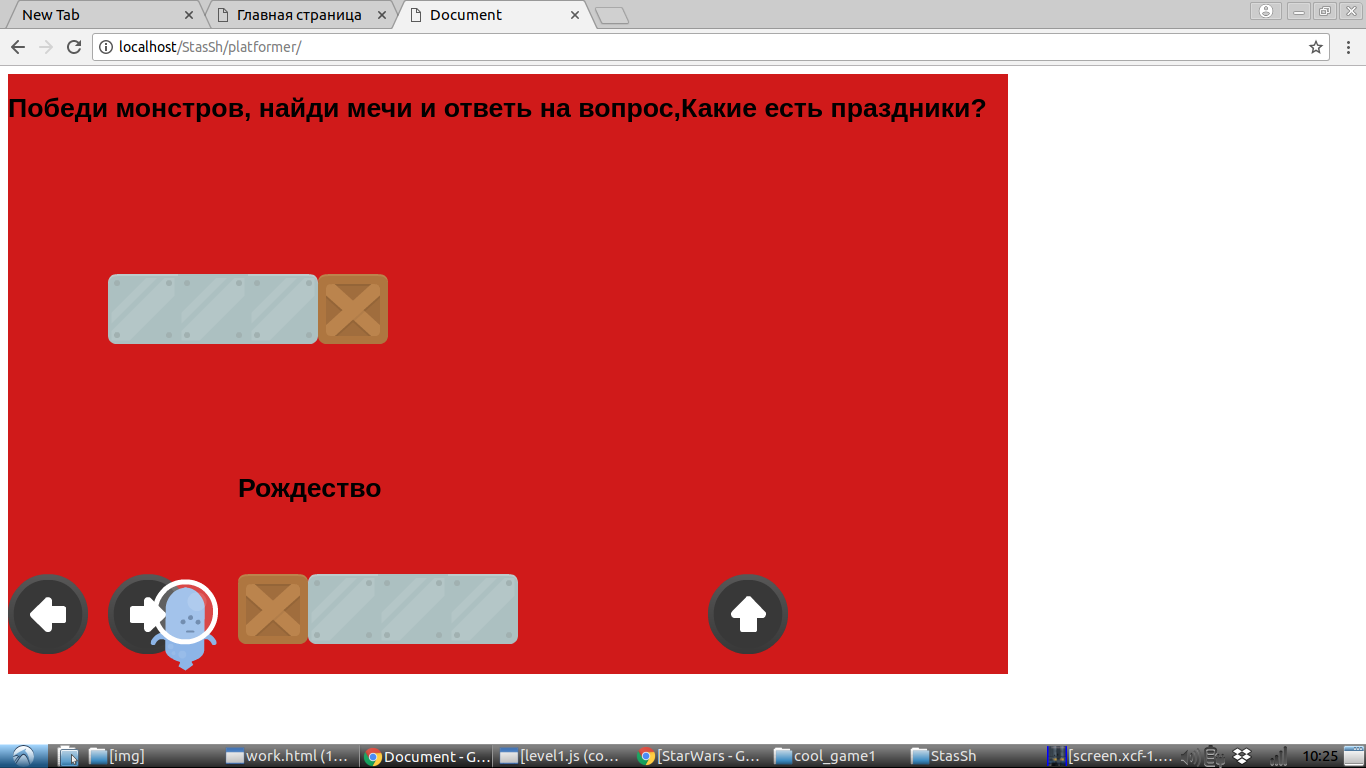 New Tab
Главная страница
Document
localhost/StasSh/platformer/
Победи монстров, найди мечи и ответь на вопрос,Какие есть праздники?
Рождество
[img]
work.html (1...
Document - G...
[level1.js (co...
[StarWars - G...
cool_game1
StasSh
[screen.xcf-1....
10:25